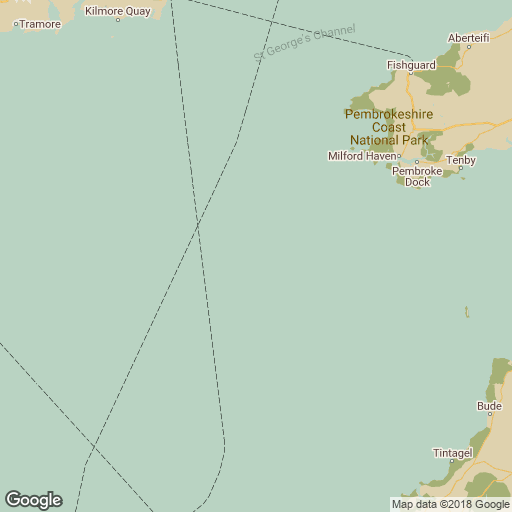 Kilmore Quay
Tramore
St George's Channel
Aberteifi
Fishguard
Pembrokeshire
Coast
National Park
Milford Haven
Tenby
Pembroke
Dock
Bude
Tintagel
Google
Map data ©2018 Google